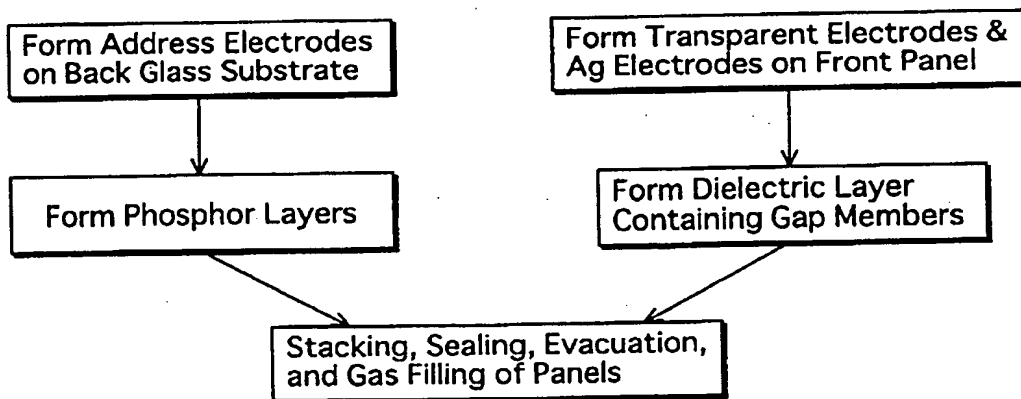 Form Address Electrodes
on Back Glass Substrate
Form Transparent Electrodes &
Ag Electrodes on Front Panel
Form Phosphor Layers
Form Dielectric Layer
Containing Gap Members
Stacking, Sealing, Evacuation,
and Gas Filling of Panels